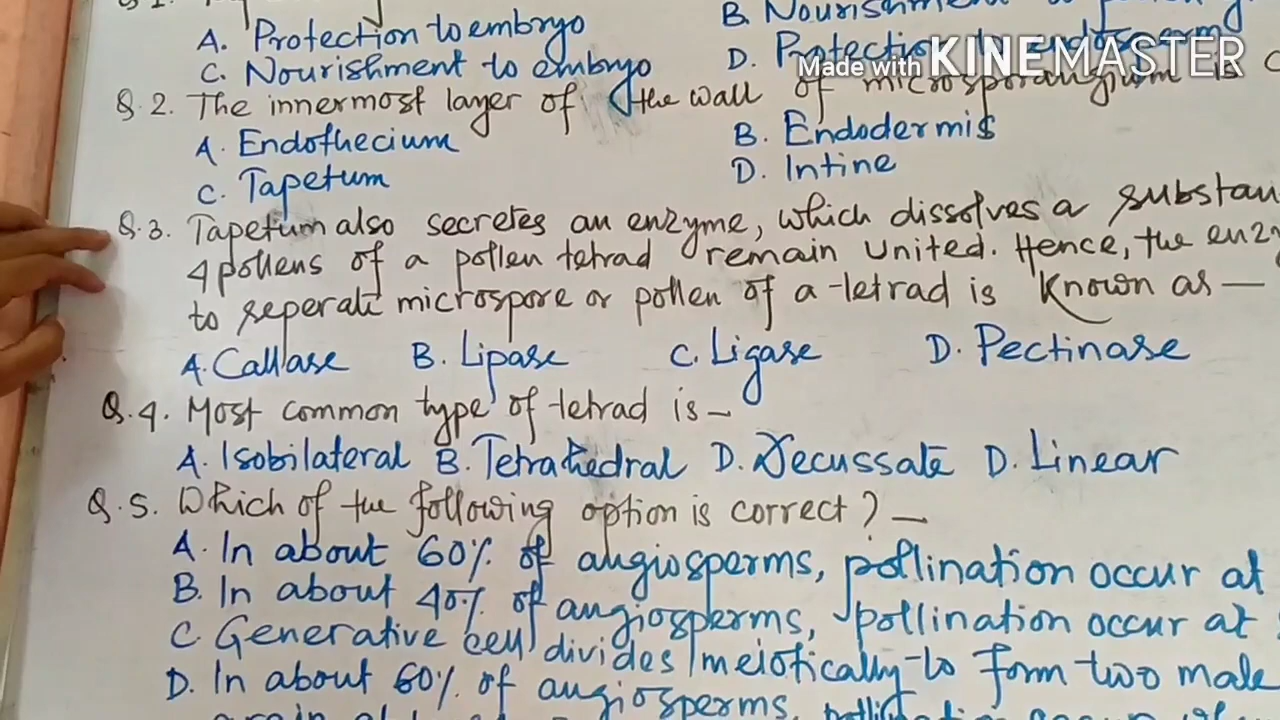 A. Protection to embryo
B. Nourishment to
C. Nourishment to embryo
D. Protection to endosperm
Made with KINEMASTER
Q.2. The innermost layer of the wall of microsporangium is
A. Endothecium
B. Endodermis
C. Tapetum
D. Intine
Q.3. Tapetum also secretes an enzyme, which dissolves a substan
4 pollens of a pollen tetrad remain united. Hence, the enz
to seperate microspore or pollen of a tetrad is known as —
A. Callase B. Lipase C. Ligase D. Pectinase
Q.4. Most common type of tetrad is —
A. Isobilateral B. Tetrahedral D. Decussate D. Linear
Q.5. Which of the following option is correct? —
A. In about 60% of angiosperms, pollination occur at
B. In about 40% of angiosperms, pollination occur at
C Generative cell divides meiotically to form two male
D. In about 60% of angiosperms,